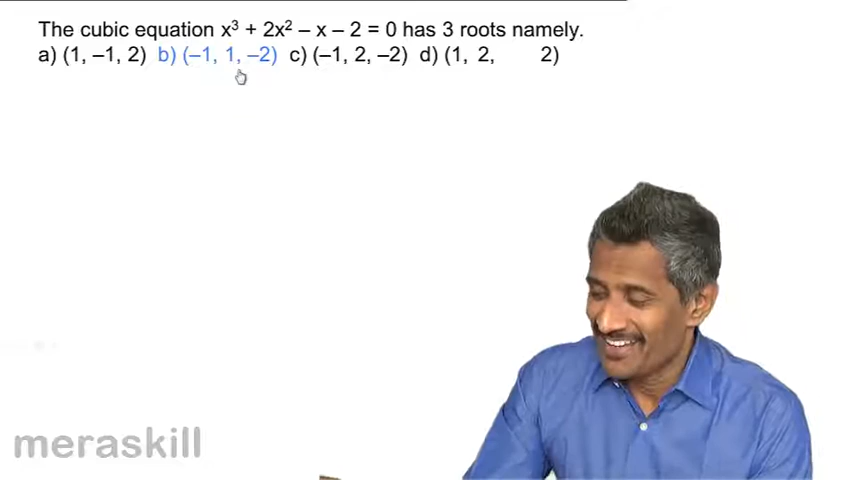 The cubic equation x³ + 2x² – x – 2 = 0 has 3 roots namely.
a) (1, –1, 2) b) (–1, 1, –2) c) (–1, 2, –2) d) (1, 2, 2)
meraskill